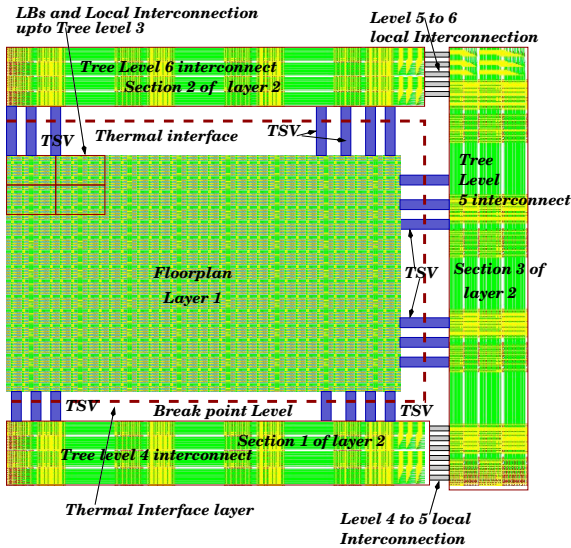 LBs and Local Interconnection
upto Tree level 3
Level 5 to 6
local Interconnection
Tree Level 6 interconnect
Section 2 of layer 2
Thermal interface
TSV
TSV
Tree
Level
5 interconnect
Floorplan
Layer 1
TSV
Section 3 of
layer 2
TSV
Break point Level
TSV
Section 1 of layer 2
Tree level 4 interconnect
Thermal Interface layer
Level 4 to 5 local
Interconnection